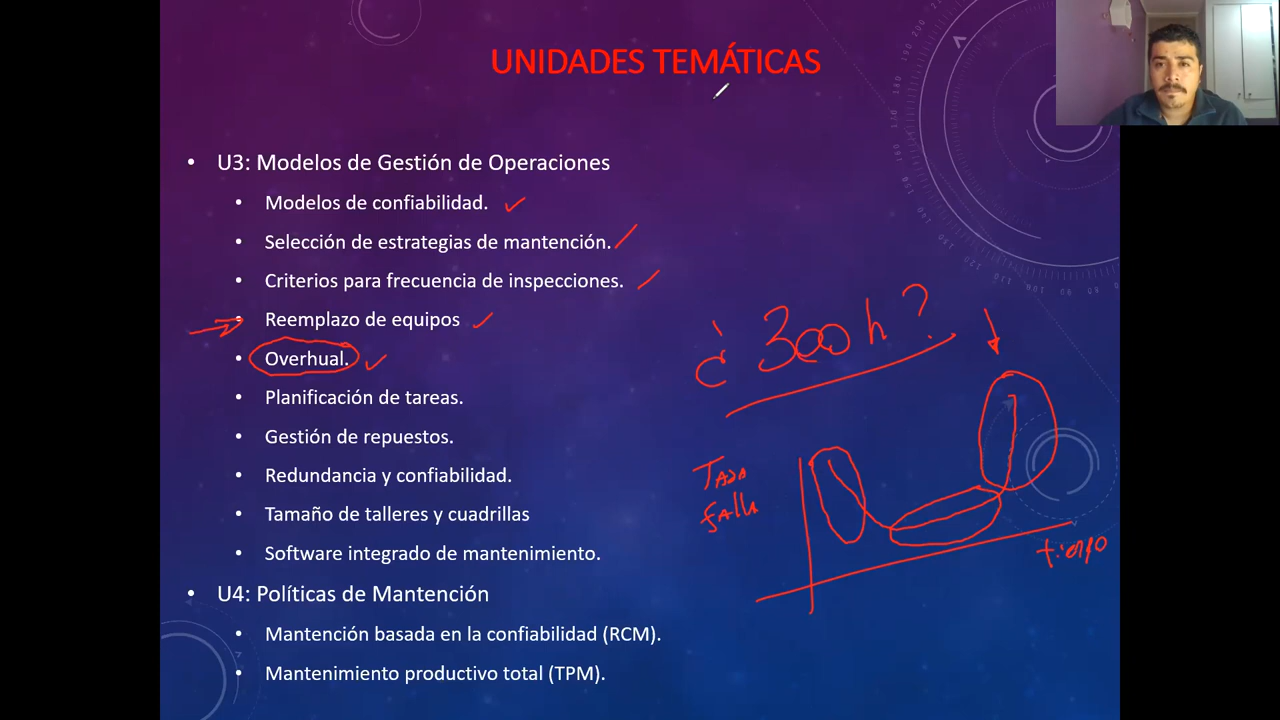 UNIDADES TEMÁTICAS
• U3: Modelos de Gestión de Operaciones
• Modelos de confiabilidad.
• Selección de estrategias de mantención.
• Criterios para frecuencia de inspecciones.
• Reemplazo de equipos
• Overhual.
• Planificación de tareas.
• Gestión de repuestos.
• Redundancia y confiabilidad.
• Tamaño de talleres y cuadrillas
• Software integrado de mantenimiento.
• U4: Políticas de Mantención
• Mantención basada en la confiabilidad (RCM).
• Mantenimiento productivo total (TPM).
¿300 h?
Tasa
falla
tiempo